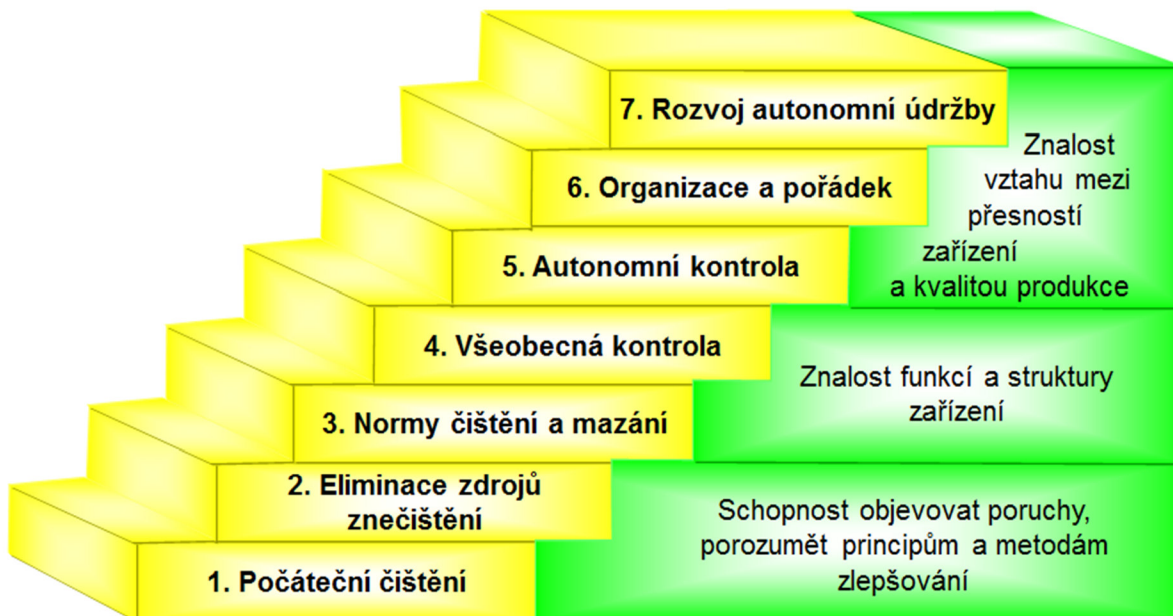 7. Rozvoj autonomní údržby
6. Organizace a pořádek
5. Autonomní kontrola
4. Všeobecná kontrola
3. Normy čištění a mazání
2. Eliminace zdrojů
znečištění
1. Počáteční čištění
Znalost
vztahu mezi
přesností
zařízení
a kvalitou produkce
Znalost funkcí a struktury
zařízení
Schopnost objevovat poruchy,
porozumět principům a metodám
zlepšování